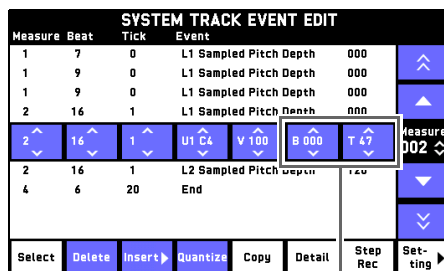 SYSTEM TRACK EVENT EDIT
Measure Beat Tick Event
1 7 0 L1 Sampled Pitch Depth 000
1 9 0 L1 Sampled Pitch Depth 000
1 9 0 L1 Sampled Pitch Depth 000
2 16 1 L1 Sampled Pitch Depth 000
2 16 1 U1 C4 V 100 B 000 T 47
Measure
002
2 16 1 L2 Sampled Pitch Depth 120
4 6 20 End
Select Delete Insert Quantize Copy Detail Step Rec Set-ting